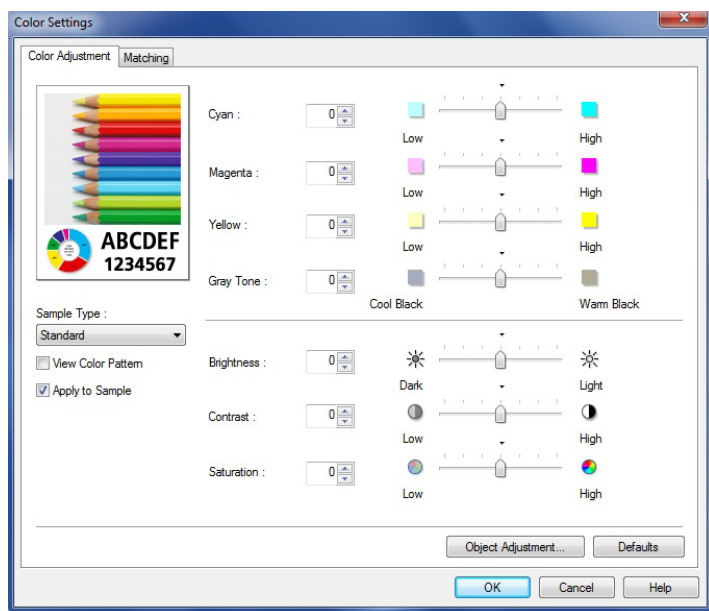 Color Settings
Color Adjustment Matching
Cyan : 0 Low High
Magenta : 0 Low High
Yellow : 0 Low High
Gray Tone : 0 Cool Black Warm Black
ABCDEF
1234567
Sample Type :
Standard
View Color Pattern
Apply to Sample
Brightness : 0 Dark Light
Contrast : 0 Low High
Saturation : 0 Low High
Object Adjustment... Defaults
OK Cancel Help